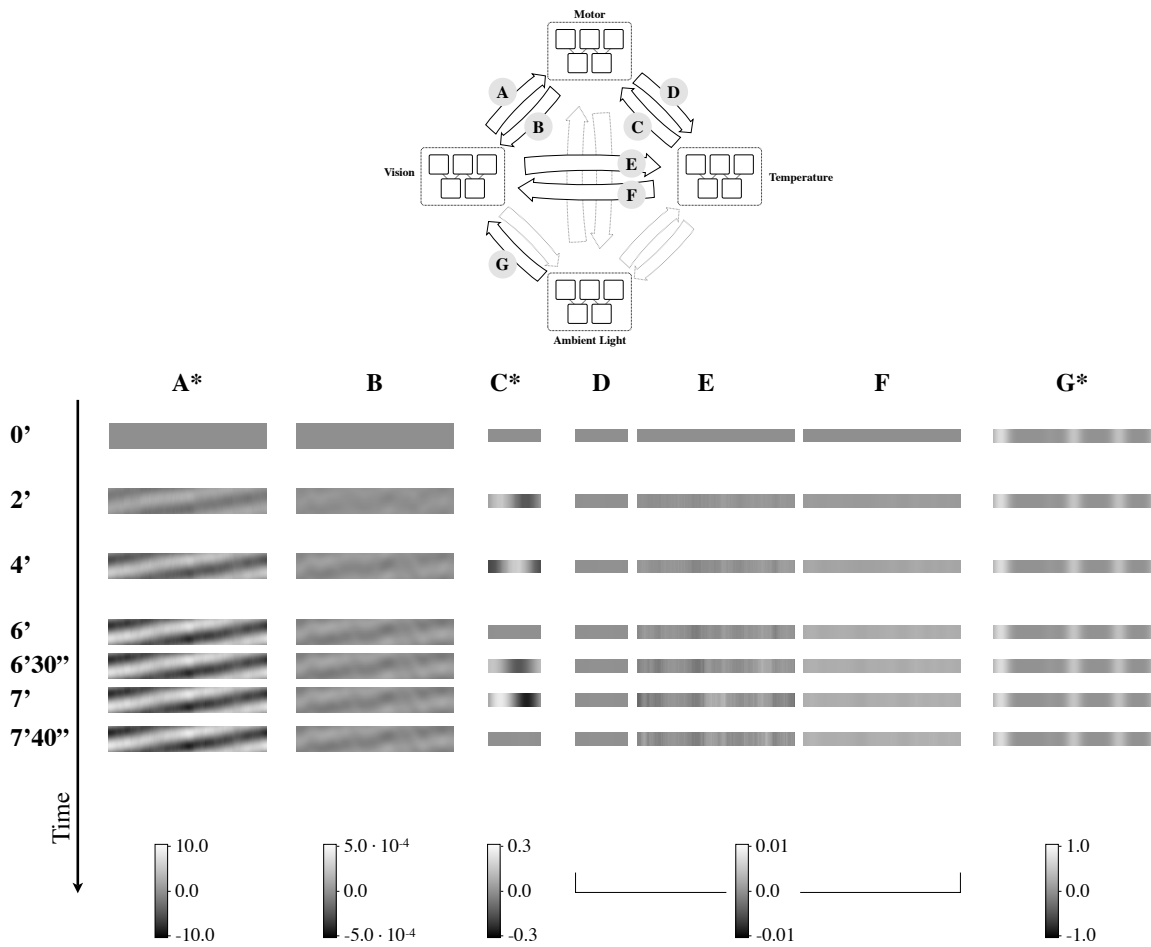 Motor
A
D
B
C
Vision
E
Temperature
F
G
Ambient Light
A* B C* D E F G*
0’
2’
4’
6’
6’30’’
7’
7’40’’
Time
10.0 5.0 · 10⁻⁴ 0.3 0.01 1.0
0.0 0.0 0.0 0.0 0.0
-10.0 -5.0 · 10⁻⁴ -0.3 -0.01 -1.0